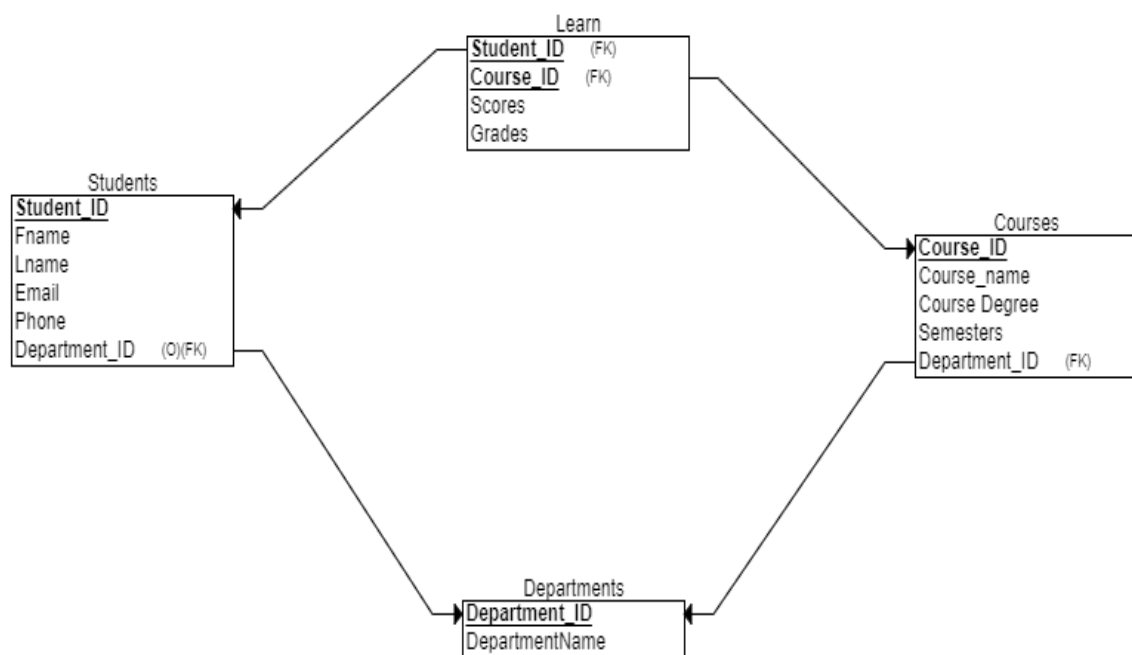 Learn
Student_ID (FK)
Course_ID (FK)
Scores
Grades
Students
Student_ID
Fname
Lname
Email
Phone
Department_ID (O)(FK)
Courses
Course_ID
Course_name
Course Degree
Semesters
Department_ID (FK)
Departments
Department_ID
DepartmentName